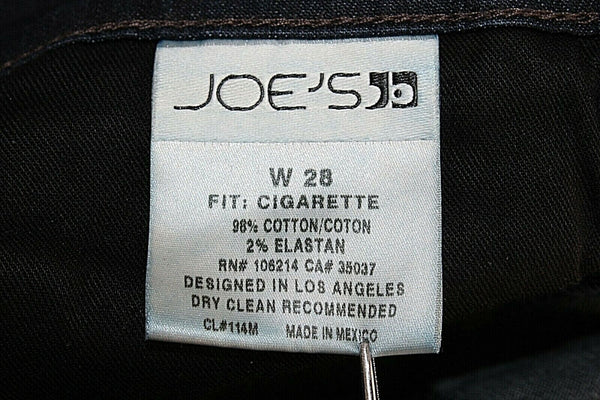 JOE'S
W 28
FIT: CIGARETTE
98% COTTON/COTON
2% ELASTAN
RN# 106214 CA# 35037
DESIGNED IN LOS ANGELES
DRY CLEAN RECOMMENDED
CL#114M MADE IN MEXICO